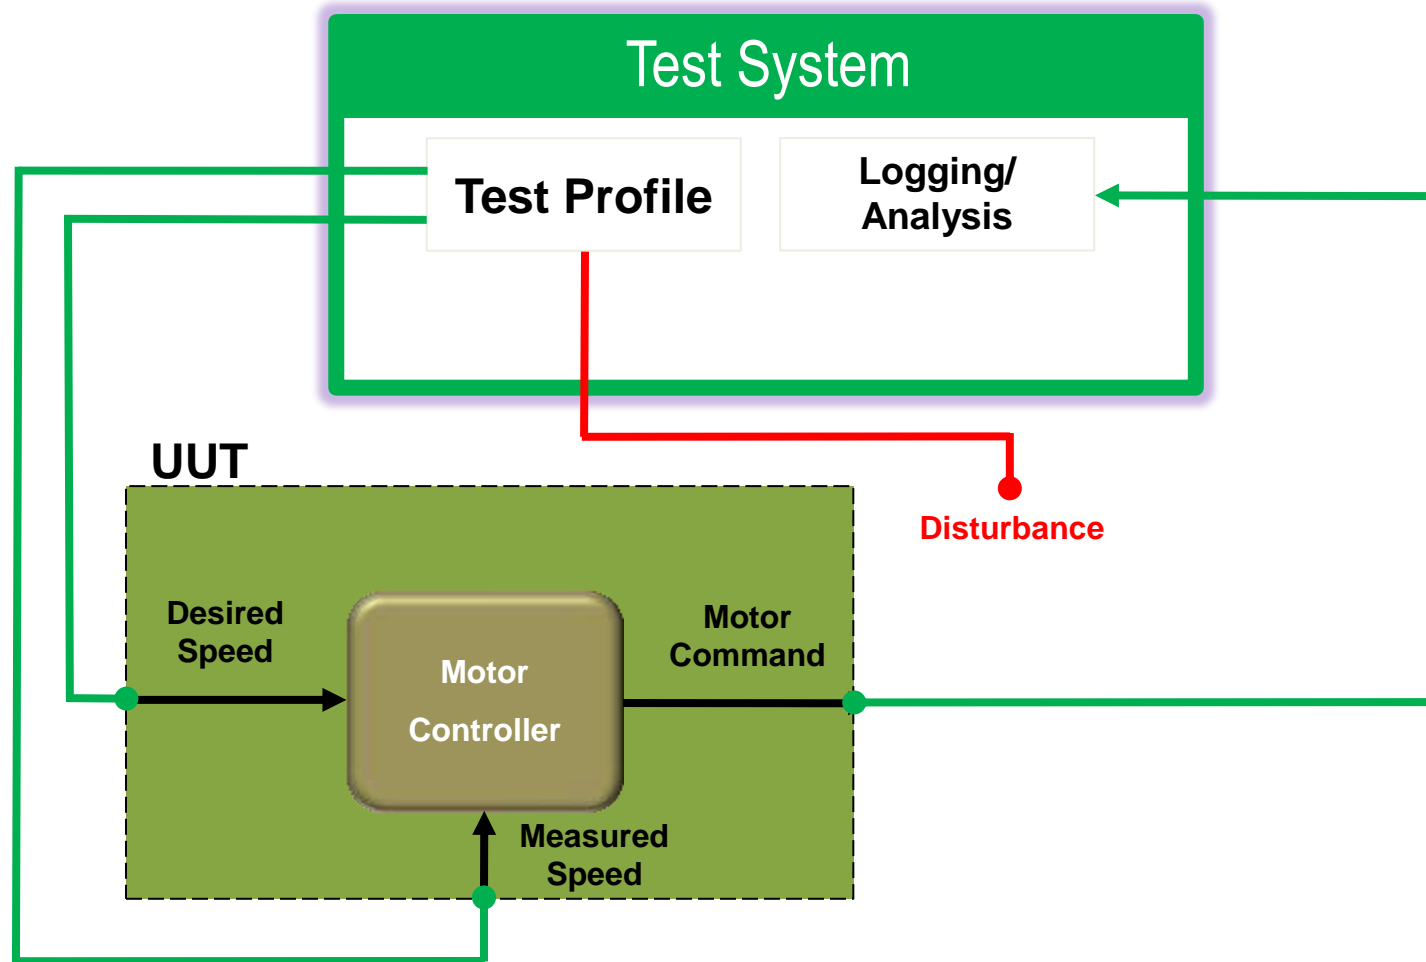 Test System
Test Profile
Logging/
Analysis
UUT
Disturbance
Desired
Speed
Motor
Controller
Motor
Command
Measured
Speed